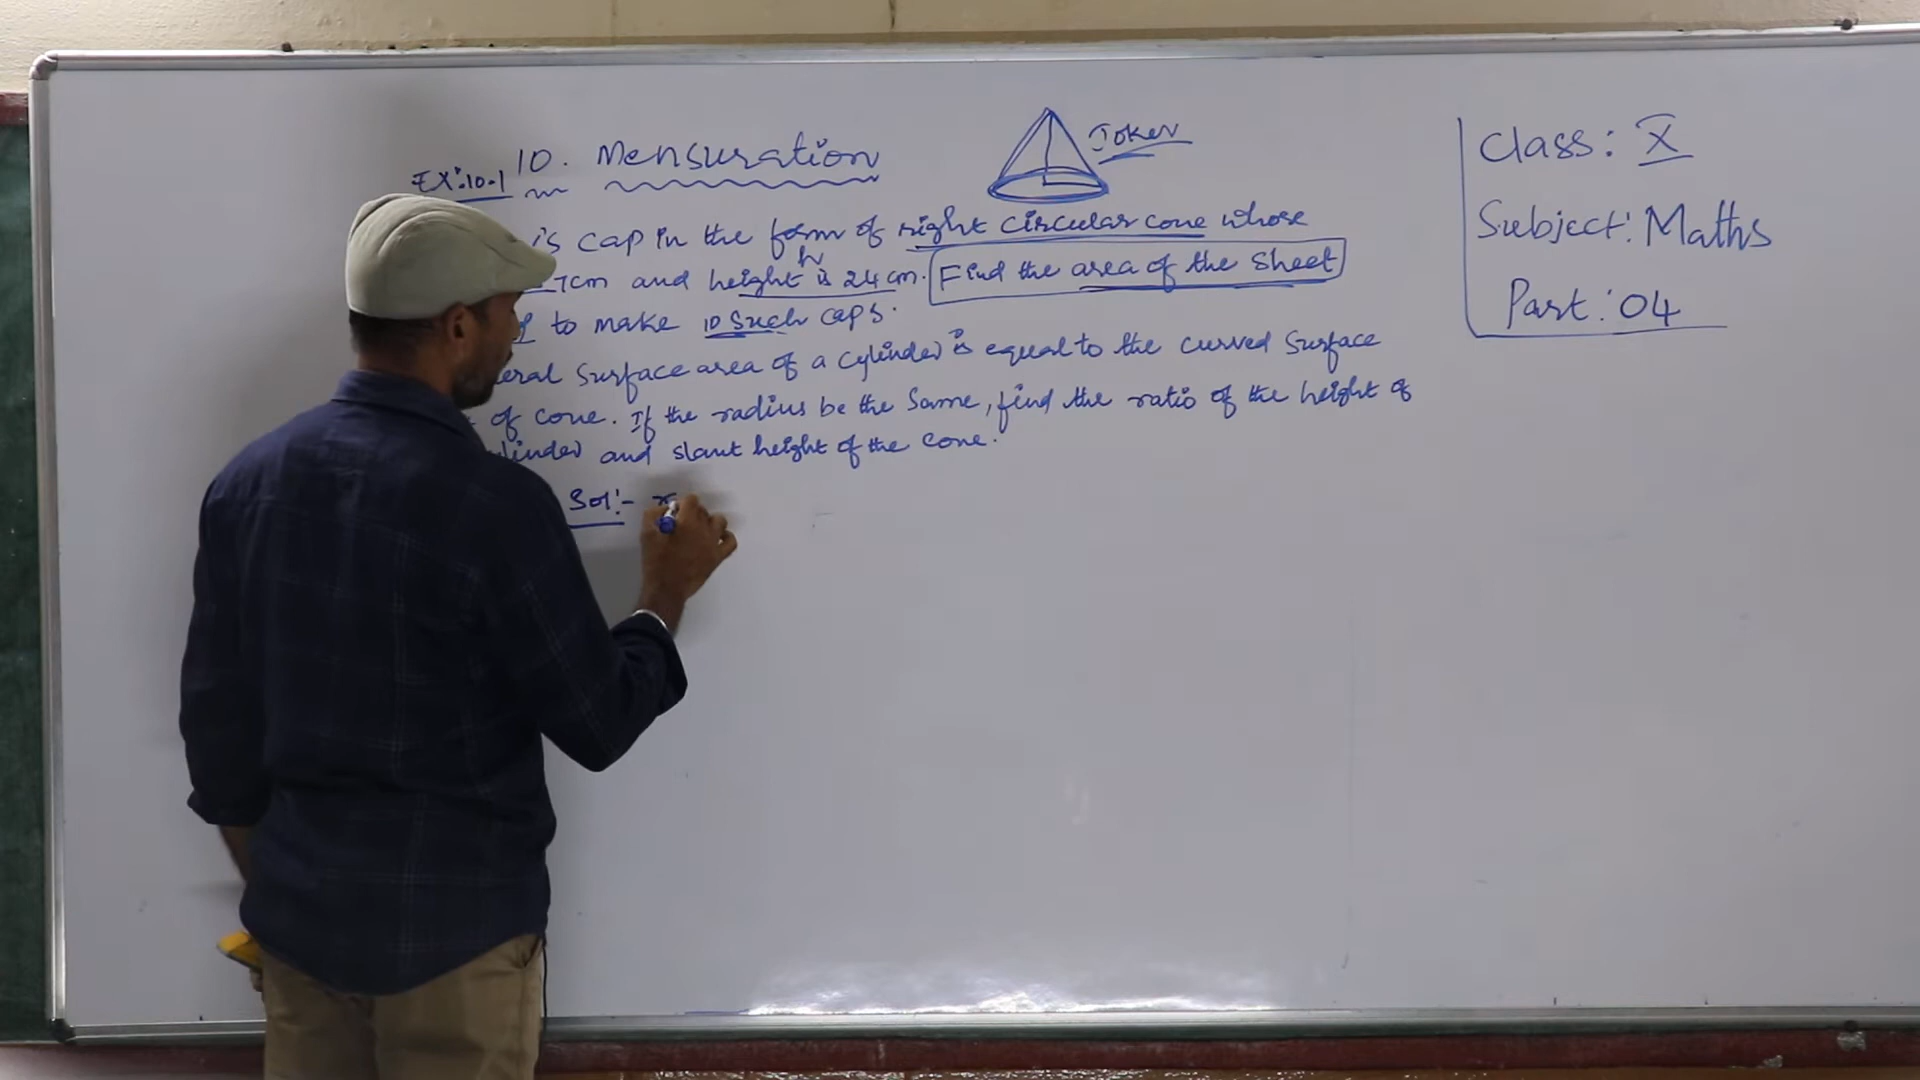 10. Mensuration
EX:10.1
Joker
is cap in the form of right circular cone whose
7cm and height is 24 cm. Find the area of the sheet
h
to make 10 such caps.
eral surface area of a cylinder is equal to the curved surface
of cone. If the radius be the same, find the ratio of the height of
ylinder and slant height of the cone.
Sol:- r
Class: X
Subject: Maths
Part: 04